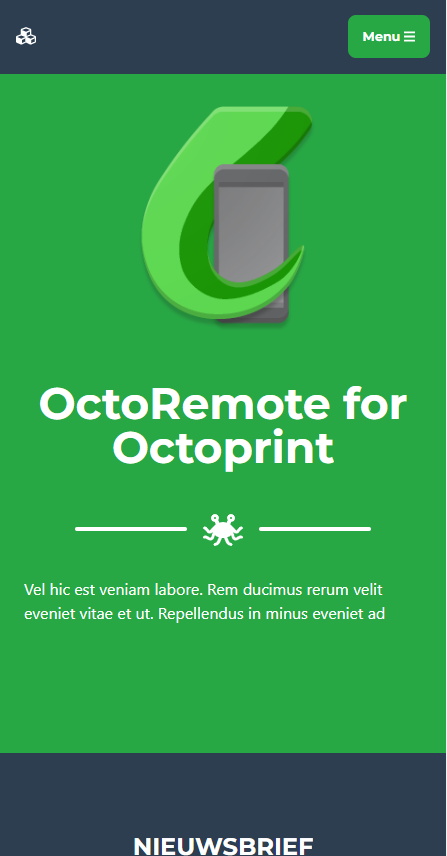 Menu
OctoRemote for
Octoprint
Vel hic est veniam labore. Rem ducimus rerum velit
eveniet vitae et ut. Repellendus in minus eveniet ad
NIEUWSBRIEF